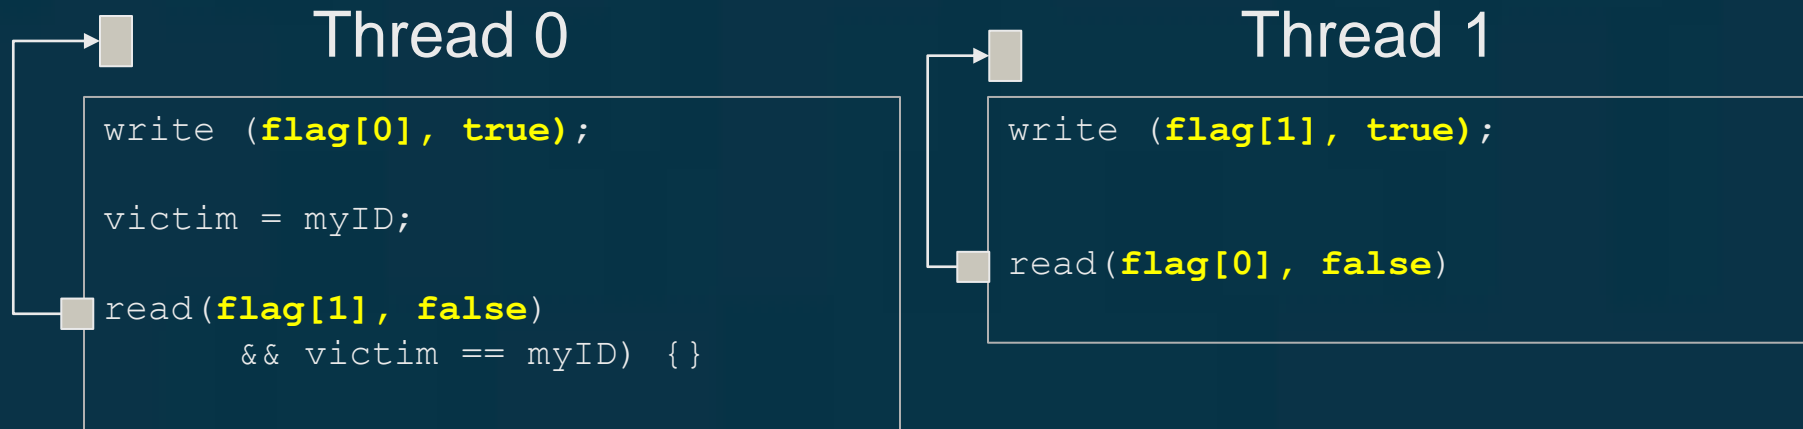 Thread 0
write (flag[0], true);
victim = myID;
read(flag[1], false)
&& victim == myID) {}
Thread 1
write (flag[1], true);
read(flag[0], false)